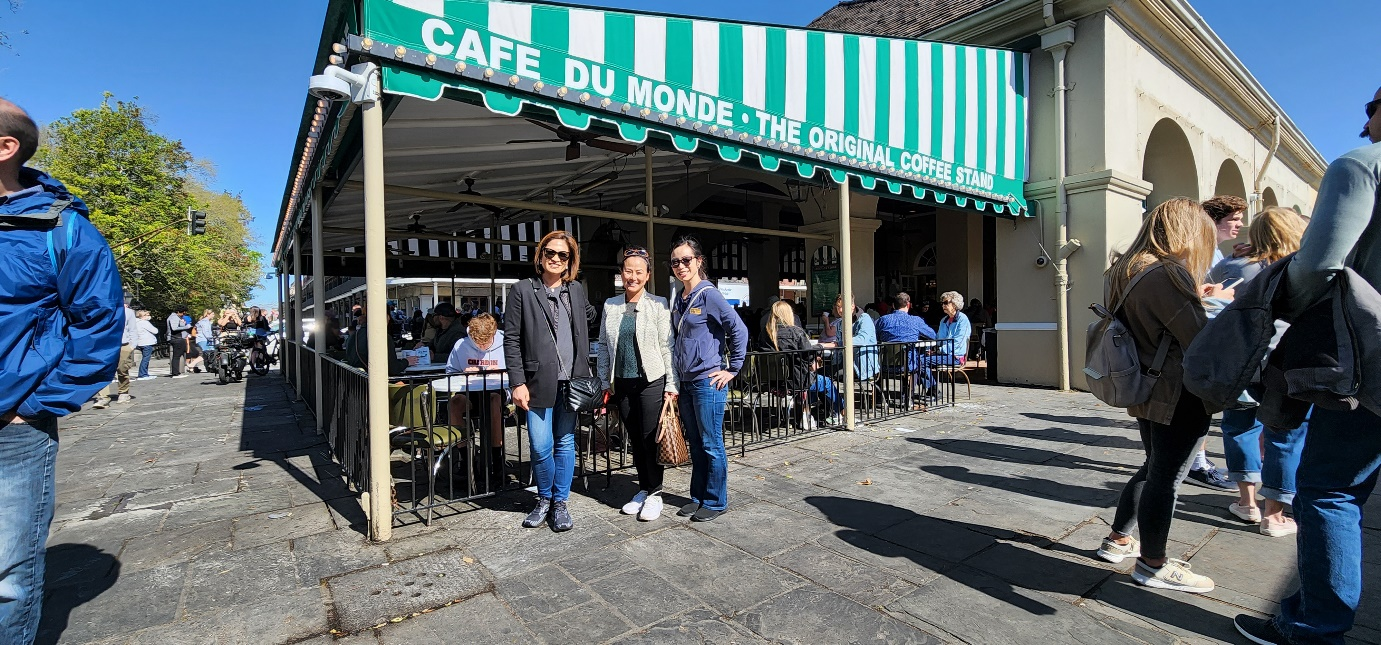 CAFE DU MONDE • THE ORIGINAL COFFEE STAND